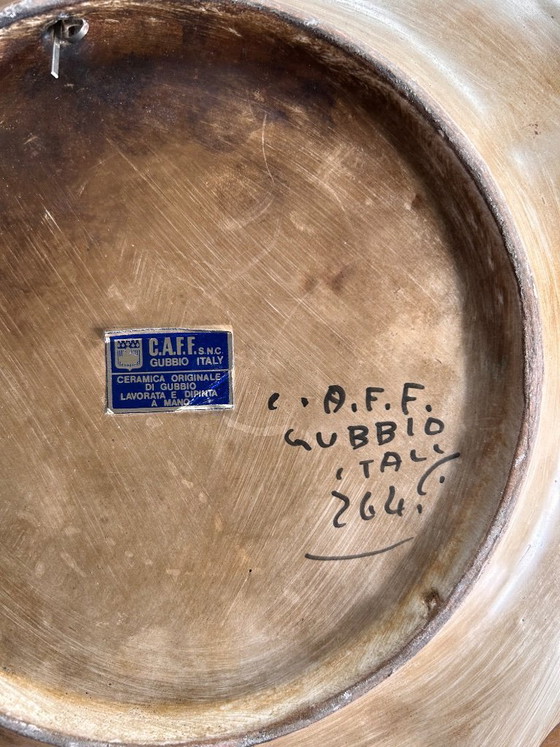 C.A.F.F. S.N.C.
GUBBIO ITALY
CERAMICA ORIGINALE
DI GUBBIO
LAVORATA E DIPINTA
A MANO
C.A.F.F.
GUBBIO
ITALY
264.